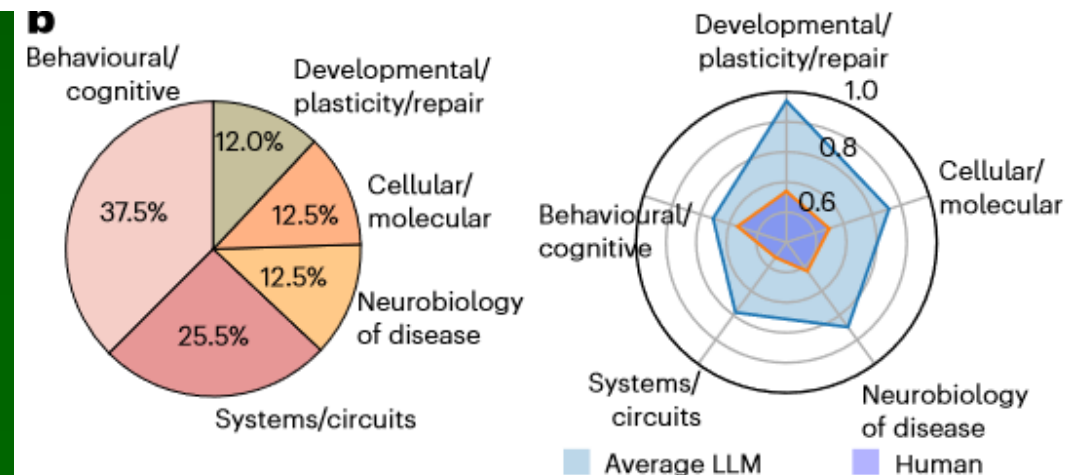 b
Behavioural/
cognitive
Developmental/
plasticity/repair
12.0%
Cellular/
molecular
12.5%
37.5%
12.5%
Neurobiology
of disease
25.5%
Systems/circuits
Developmental/
plasticity/repair
1.0
0.8
Cellular/
molecular
0.6
Behavioural/
cognitive
Systems/
circuits
Neurobiology
of disease
Average LLM
Human